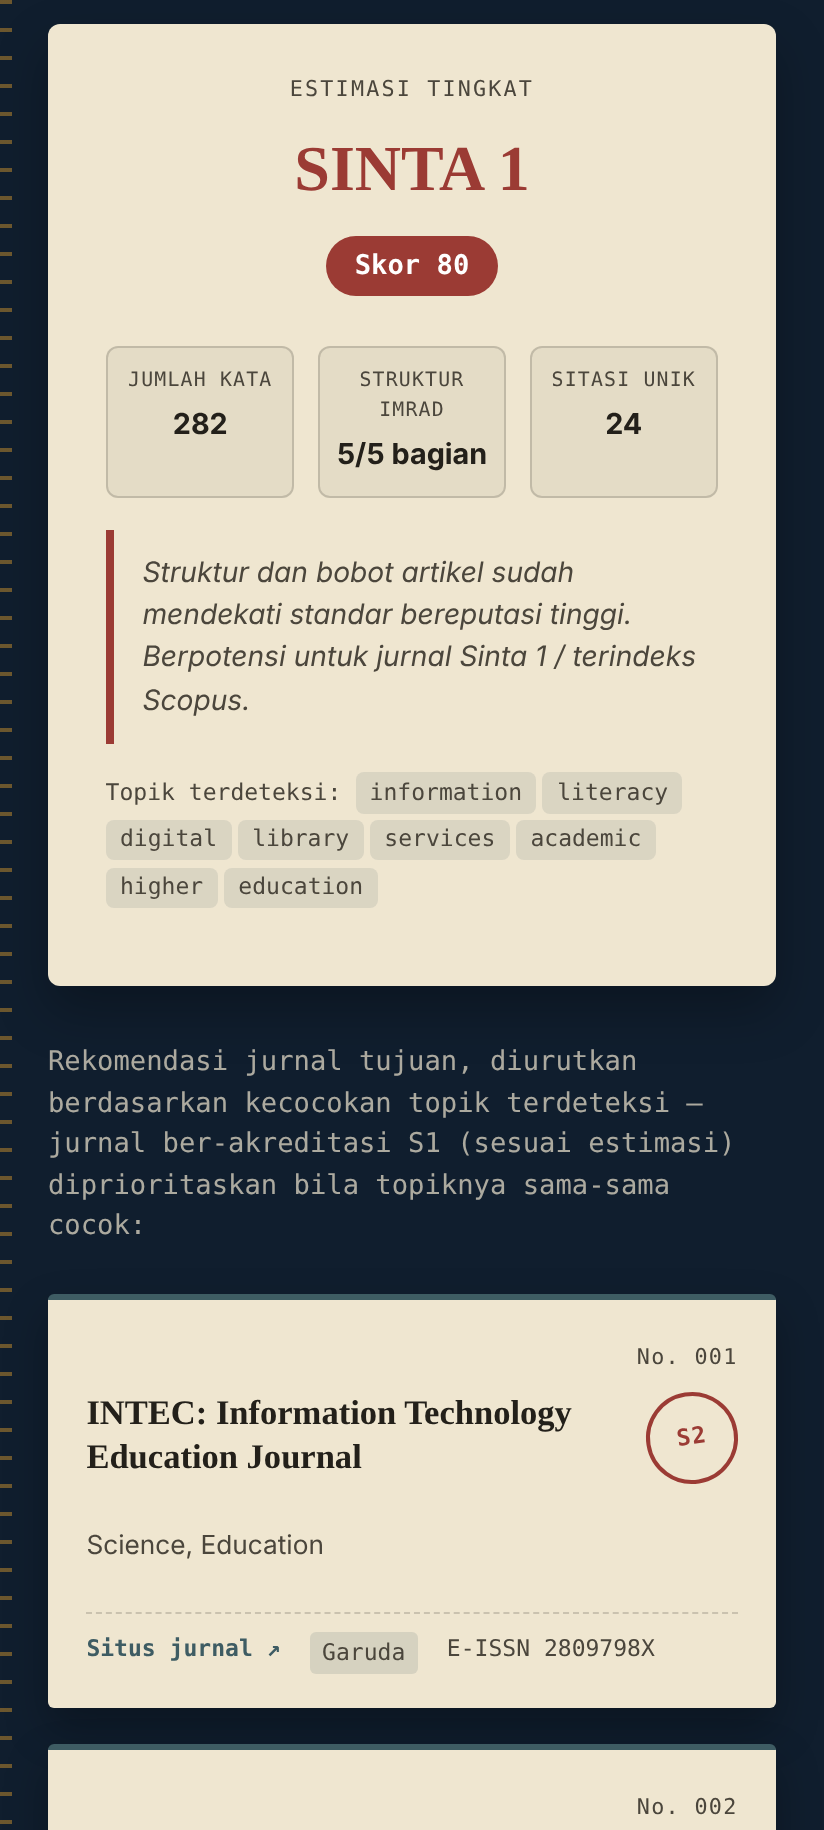 ESTIMASI TINGKAT
SINTA 1
Skor 80
JUMLAH KATA
282
STRUKTUR
IMRAD
5/5 bagian
SITASI UNIK
24
Struktur dan bobot artikel sudah
mendekati standar bereputasi tinggi.
Berpotensi untuk jurnal Sinta 1 / terindeks
Scopus.
Topik terdeteksi: information literacy
digital library services academic
higher education
Rekomendasi jurnal tujuan, diurutkan
berdasarkan kecocokan topik terdeteksi —
jurnal ber-akreditasi S1 (sesuai estimasi)
diprioritaskan bila topiknya sama-sama
cocok:
No. 001
INTEC: Information Technology
Education Journal
S2
Science, Education
Situs jurnal ↗ Garuda E-ISSN 2809798X
No. 002